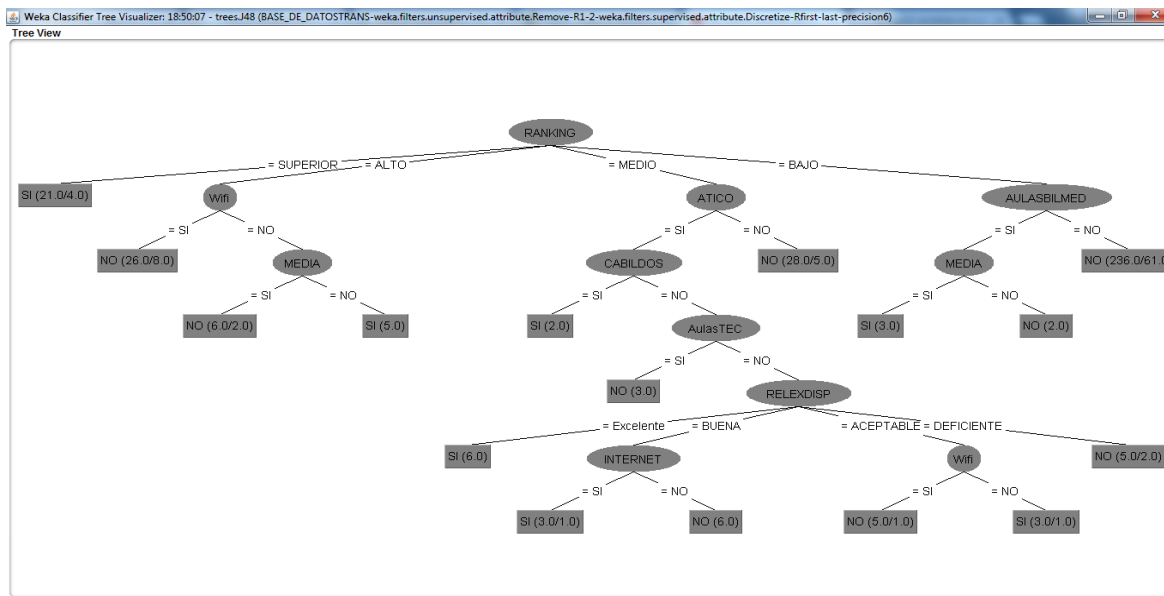 Weka Classifier Tree Visualizer: 18:50:07 - trees.J48 (BASE_DE_DATOSTRANS-weka.filters.unsupervised.attribute.Remove-R1-2-weka.filters.supervised.attribute.Discretize-Rfirst-last-precision6)
Tree View
RANKING
= SUPERIOR = ALTO = MEDIO = BAJO
SI (21.0/4.0) Wifi ATICO AULASBILMED
= SI = NO = SI = NO = SI = NO
NO (26.0/8.0) MEDIA CABILDOS NO (28.0/5.0) MEDIA NO (236.0/61.0
= SI = NO = SI = NO = SI = NO
NO (6.0/2.0) SI (5.0) SI (2.0) AulasTEC SI (3.0) NO (2.0)
= SI = NO
NO (3.0) RELEXDISP
= Excelente = BUENA = ACEPTABLE = DEFICIENTE
SI (6.0) INTERNET Wifi NO (5.0/2.0)
= SI = NO = SI = NO
SI (3.0/1.0) NO (6.0) NO (5.0/1.0) SI (3.0/1.0)